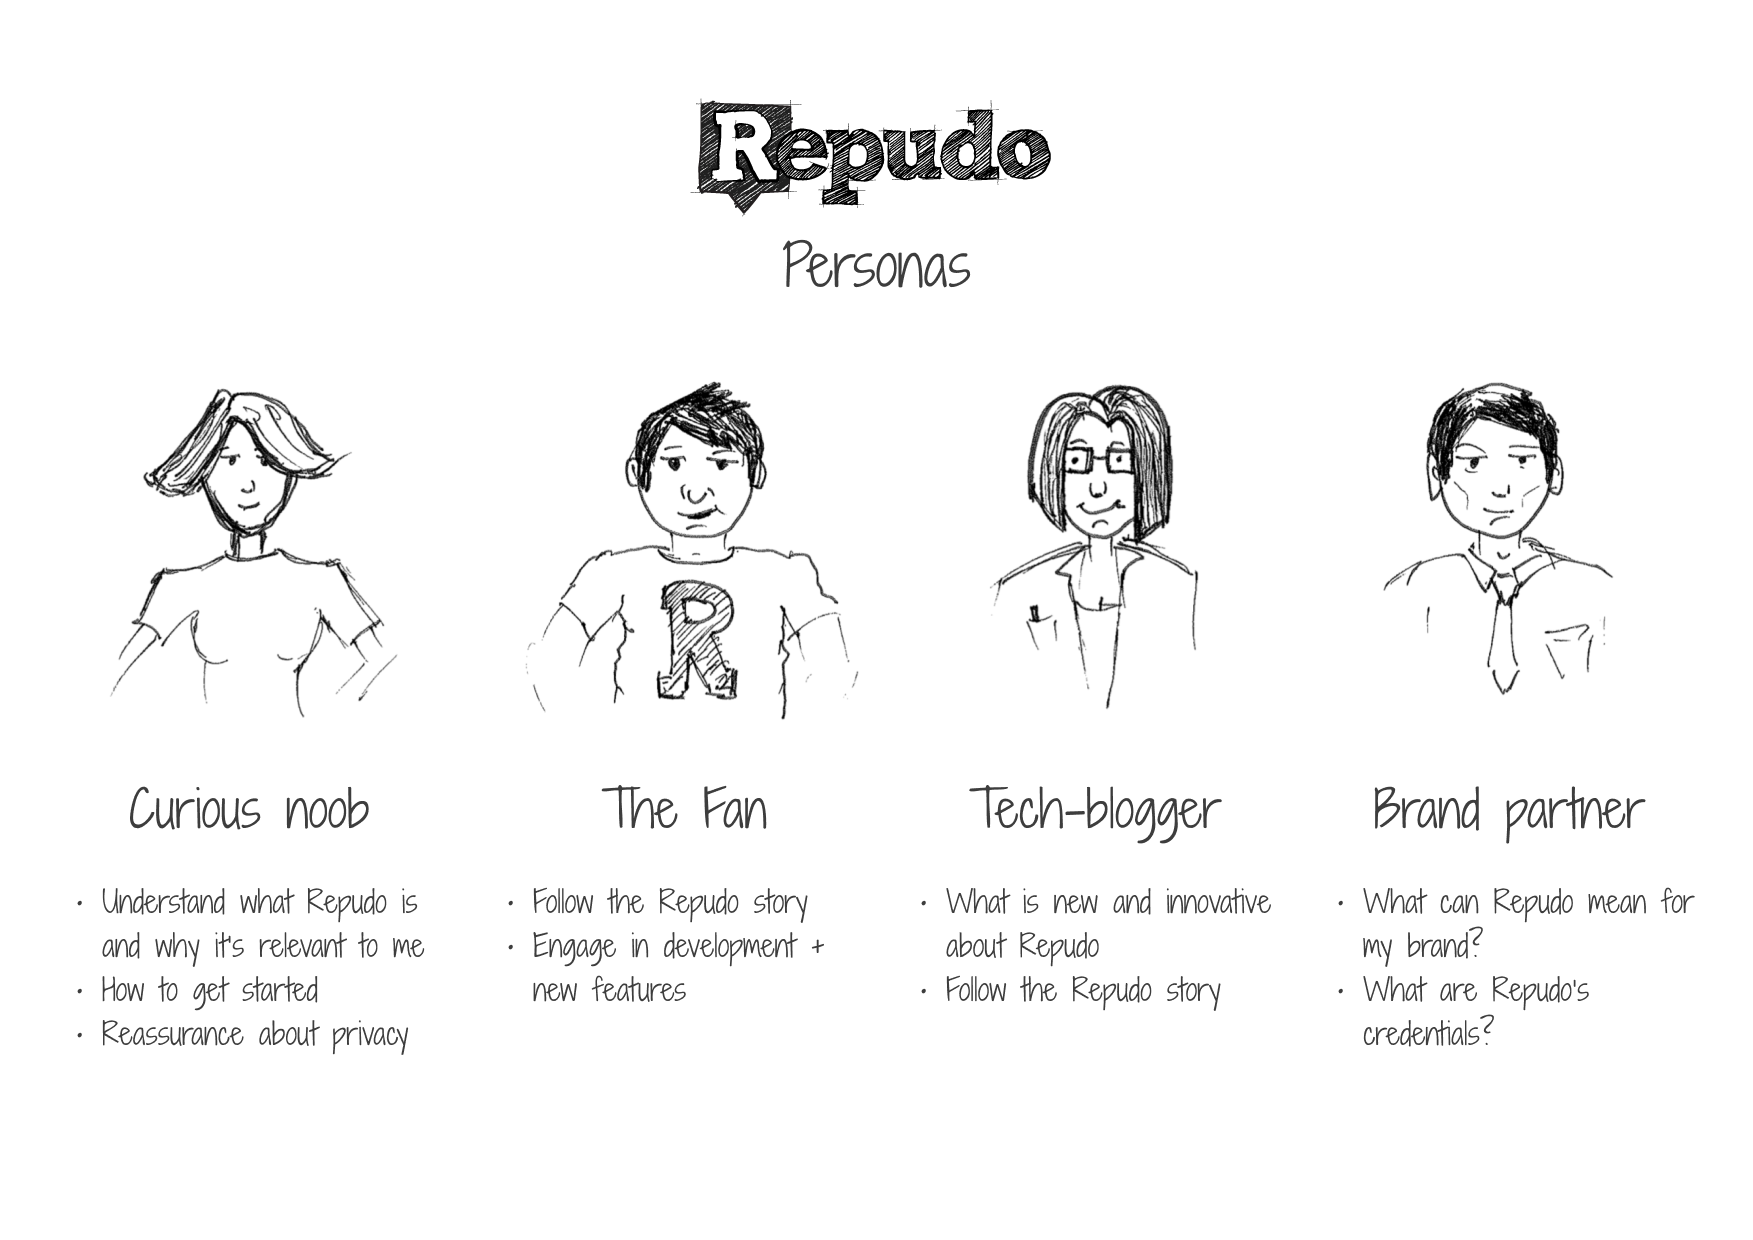 Repudo
Personas
R
Curious noob
• Understand what Repudo is
and why it's relevant to me
• How to get started
• Reassurance about privacy
The Fan
• Follow the Repudo story
• Engage in development +
new features
Tech-blogger
• What is new and innovative
about Repudo
• Follow the Repudo story
Brand partner
• What can Repudo mean for
my brand?
• What are Repudo's
credentials?